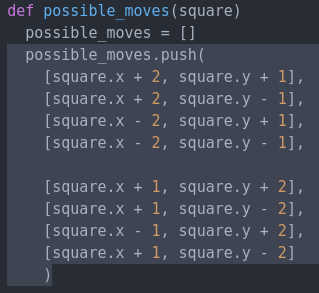 def possible_moves(square)
  possible_moves = []
  possible_moves.push(
    [square.x + 2, square.y + 1],
    [square.x + 2, square.y - 1],
    [square.x - 2, square.y + 1],
    [square.x - 2, square.y - 1],

    [square.x + 1, square.y + 2],
    [square.x + 1, square.y - 2],
    [square.x - 1, square.y + 2],
    [square.x + 1, square.y - 2]
    )